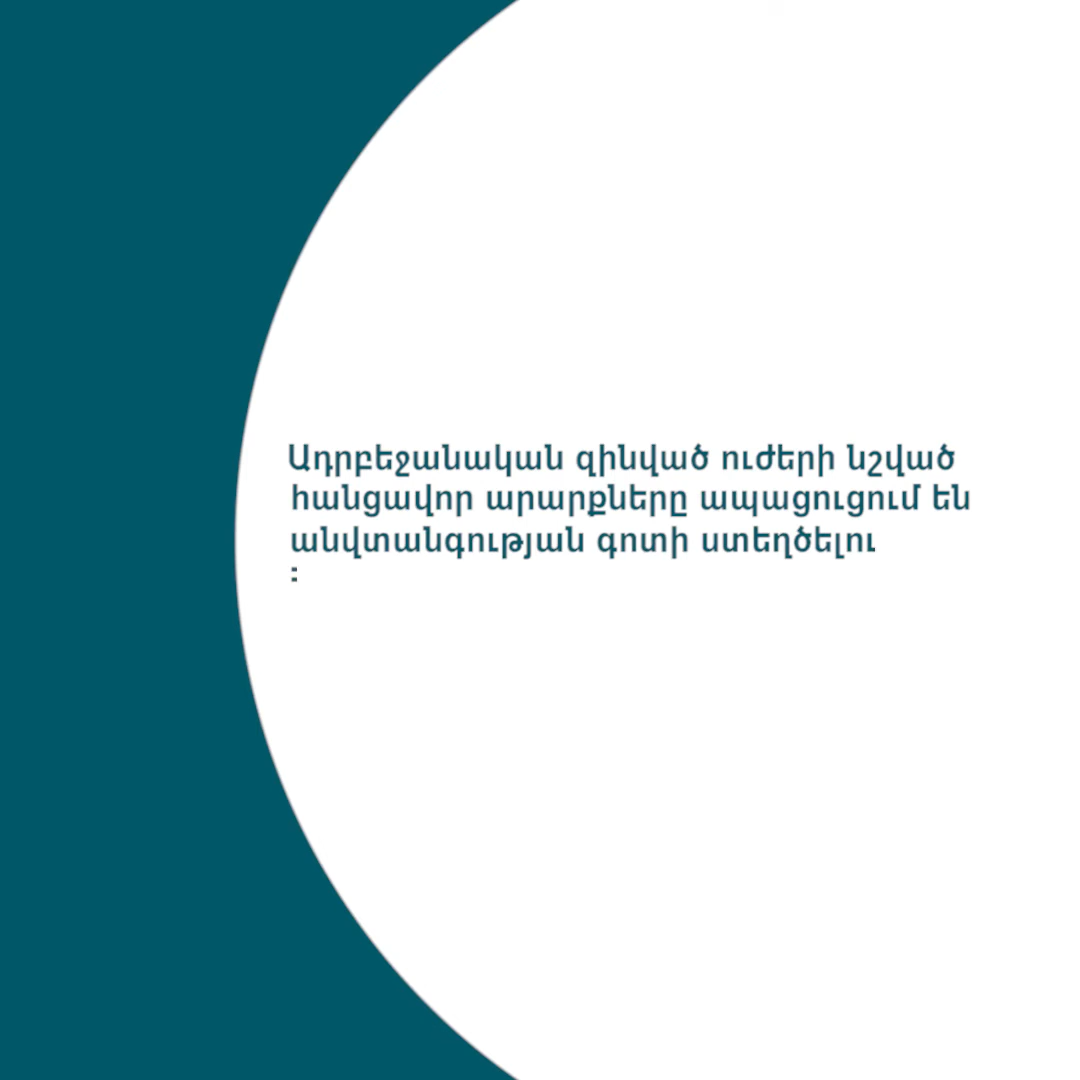 Ադրբեջանական զինված ուժերի նշված
հանցավոր արարքները ապացուցում են
անվտանգության գոտի ստեղծելու
: